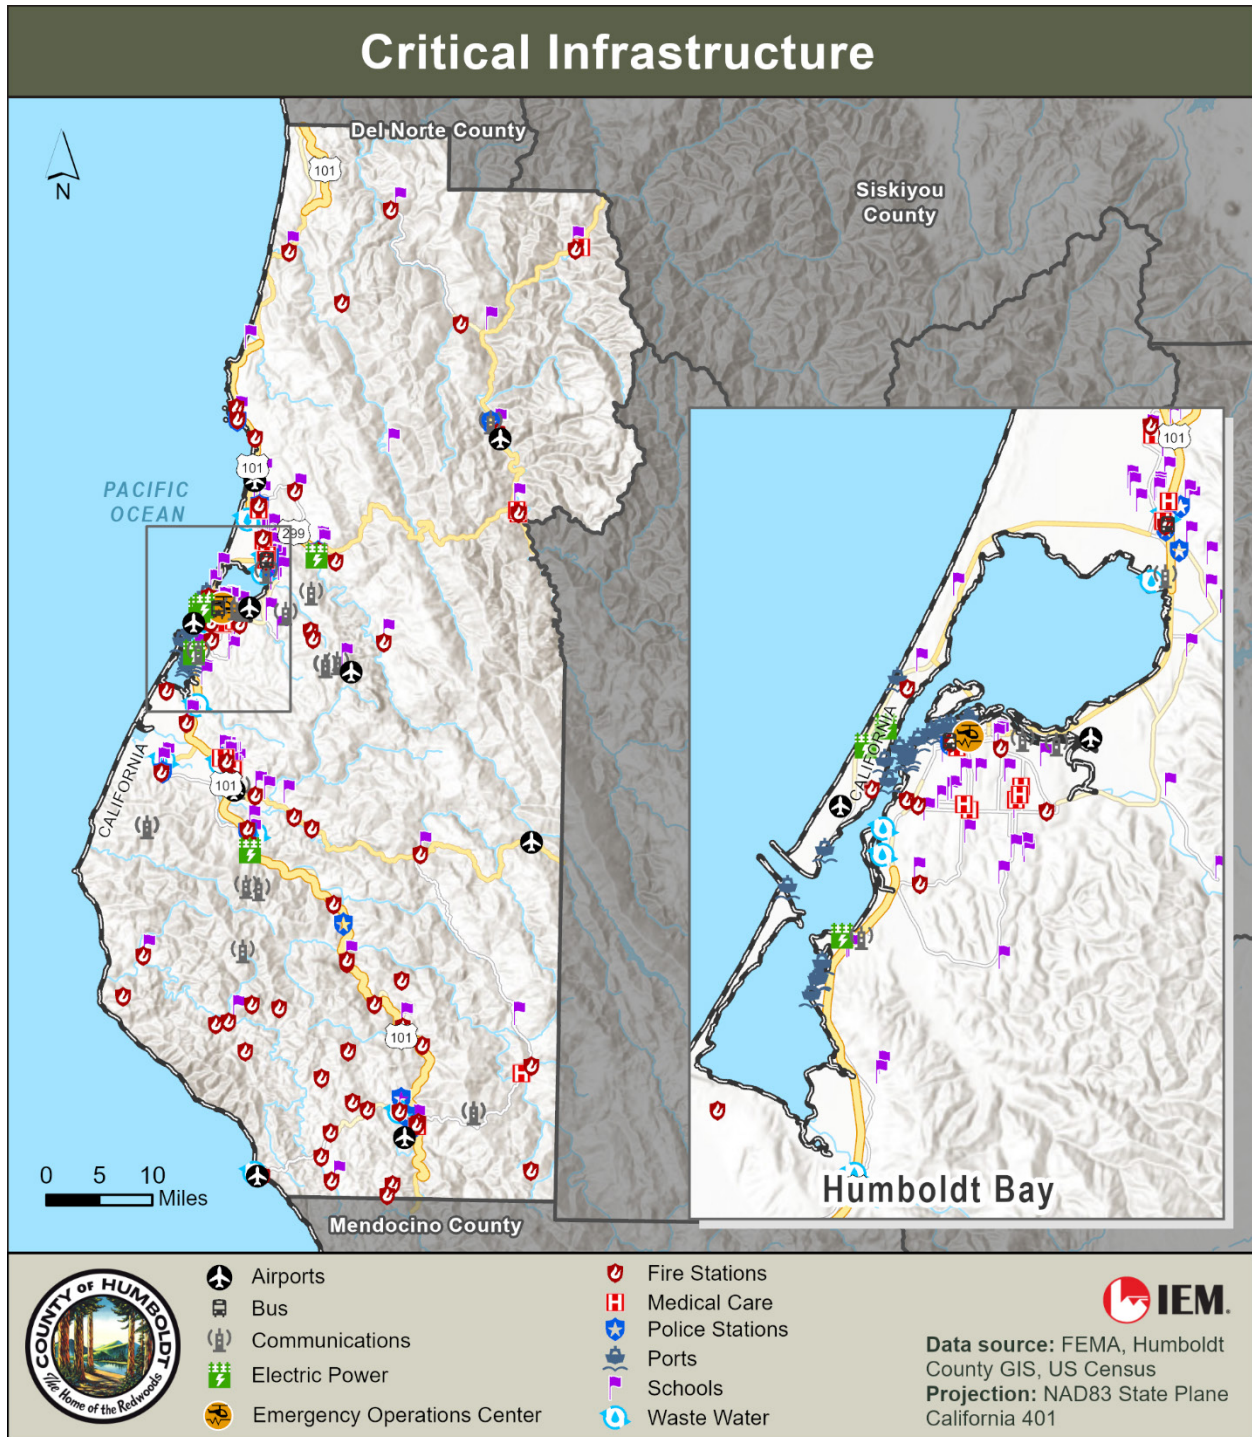 Critical Infrastructure
Del Norte County
N
101
Siskiyou
County
PACIFIC
OCEAN
101
299
101
CALIFORNIA
101
0 5 10
Miles
Mendocino County
101
CALIFORNIA
Humboldt Bay
COUNTY OF HUMBOLDT
The Home of the Redwoods
Airports
Bus
Communications
Electric Power
Emergency Operations Center
Fire Stations
Medical Care
Police Stations
Ports
Schools
Waste Water
IEM.
Data source: FEMA, Humboldt
County GIS, US Census
Projection: NAD83 State Plane
California 401